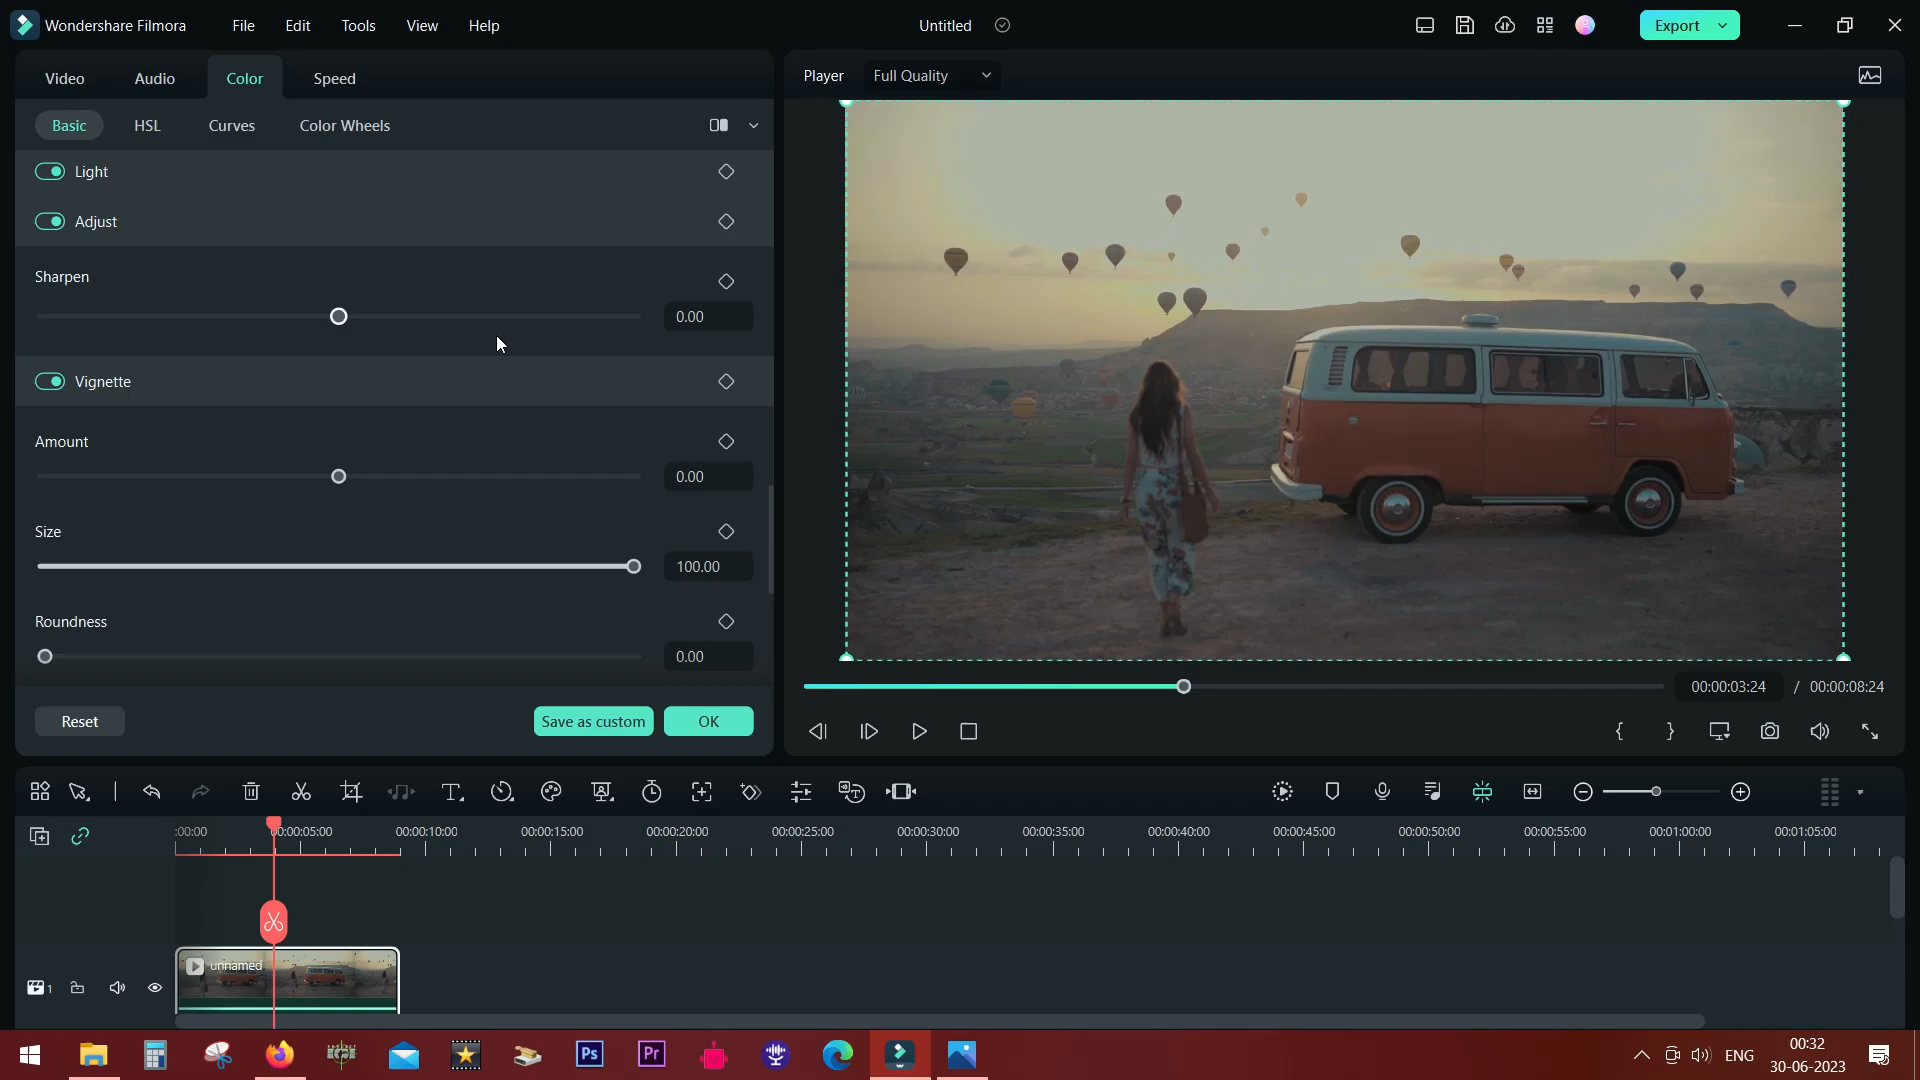 Wondershare Filmora File Edit Tools View Help Untitled Export
Video Audio Color Speed
Player Full Quality
Basic HSL Curves Color Wheels
Light
Adjust
Sharpen
0.00
Vignette
Amount
0.00
Size
100.00
Roundness
0.00
Reset Save as custom OK
00:00:03:24 / 00:00:08:24
{ }
:00:00 00:00:05:00 00:00:10:00 00:00:15:00 00:00:20:00 00:00:25:00 00:00:30:00 00:00:35:00 00:00:40:00 00:00:45:00 00:00:50:00 00:00:55:00 00:01:00:00 00:01:05:00
unnamed
1
Ps Pr ENG
00:32
30-06-2023